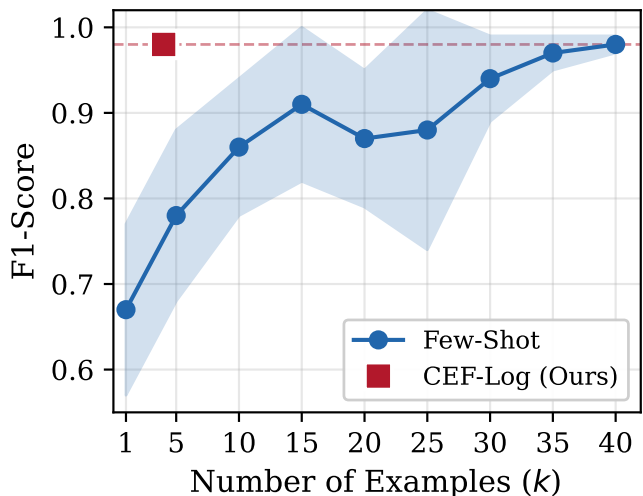 1.0
0.9
0.8
0.7
0.6
F1-Score
Few-Shot
CEF-Log (Ours)
1 5 10 15 20 25 30 35 40
Number of Examples (k)